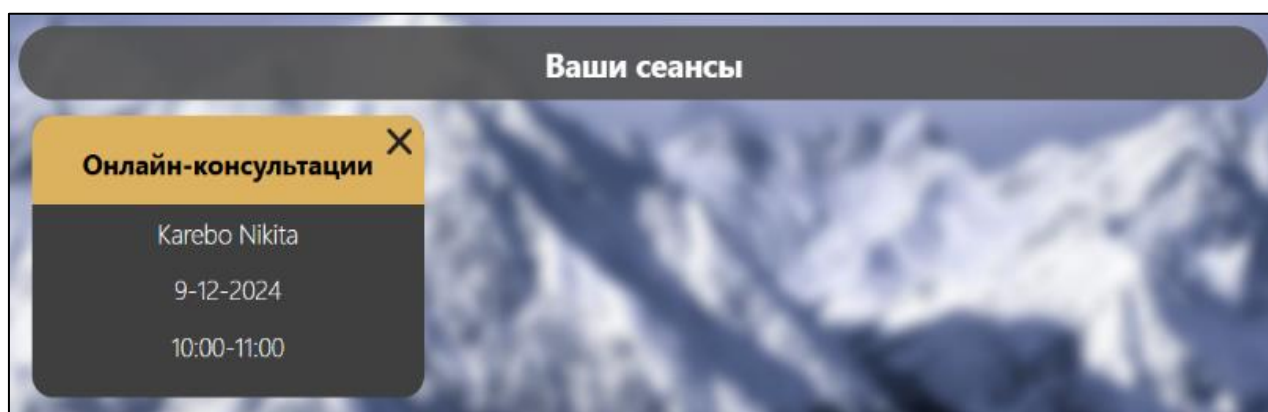 Ваши сеансы
Онлайн-консультации
Karebo Nikita
9-12-2024
10:00-11:00